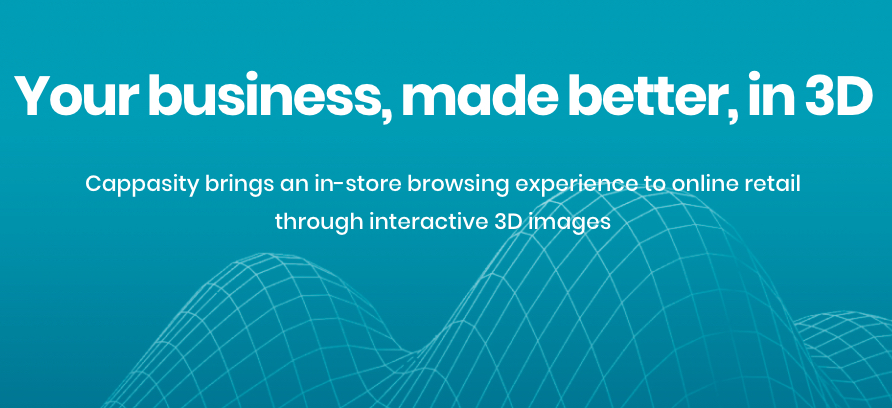 Your business, made better, in 3D
Cappasity brings an in-store browsing experience to online retail
through interactive 3D images